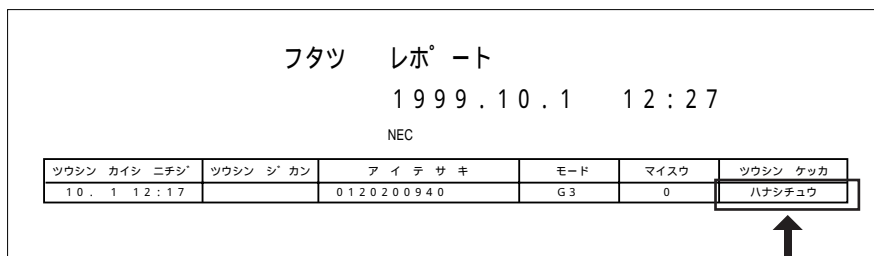 フタツ レポート
1999.10.1 12:27
NEC
ツウシン カイシ ニチジ ツウシン ジカン アイテサキ モード マイスウ ツウシン ケッカ
10. 1 12:17 0120200940 G3 0 ハナシチュウ